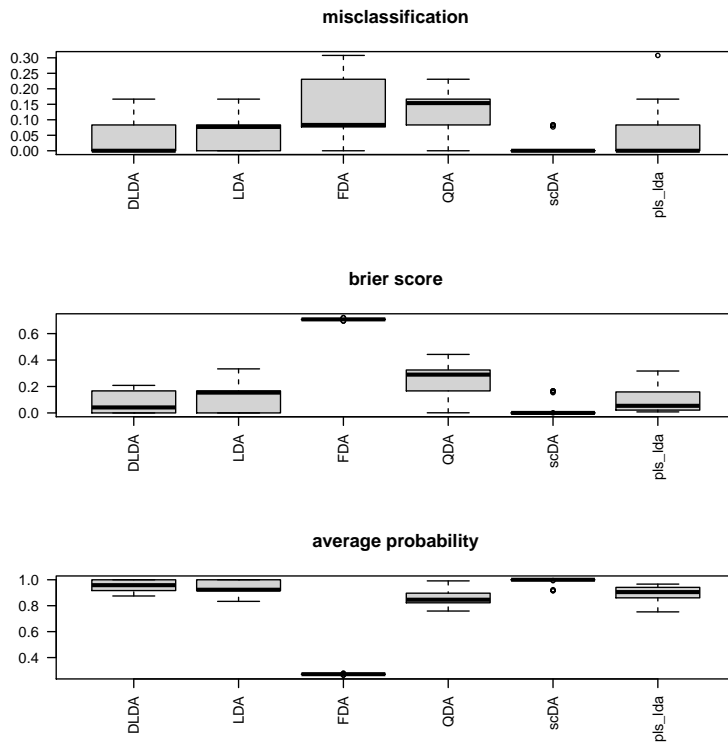 misclassification
0.30
0.25
0.20
0.15
0.10
0.05
0.00
DLDA
LDA
FDA
QDA
scDA
pls_lda
brier score
0.6
0.4
0.2
0.0
DLDA
LDA
FDA
QDA
scDA
pls_lda
average probability
1.0
0.8
0.6
0.4
DLDA
LDA
FDA
QDA
scDA
pls_lda